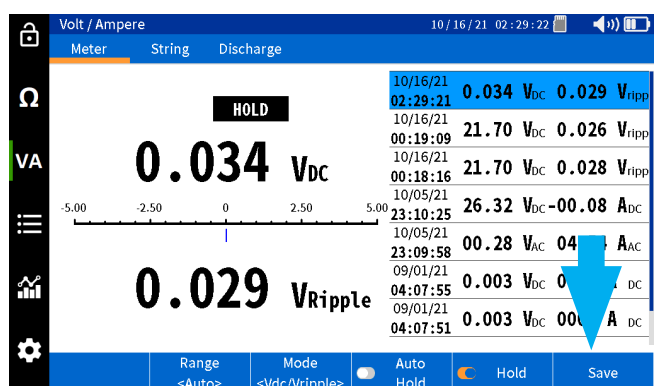 Volt / Ampere 10/16/21 02:29:22
Meter String Discharge
Ω
VA
HOLD
0.034 VDC
-5.00 -2.50 0 2.50 5.00
0.029 VRipple
10/16/21
02:29:21 0.034 VDC 0.029 Vripp
10/16/21
00:19:09 21.70 VDC 0.026 Vripp
10/16/21
00:18:16 21.70 VDC 0.028 Vripp
10/05/21
23:10:25 26.32 VDC -00.08 ADC
10/05/21
23:09:58 00.28 VAC AAC
09/01/21
04:07:55 0.003 VDC DC
09/01/21
04:07:51 0.003 VDC A DC
Range Mode Auto Hold Save
<Auto> <Vdc/Vripple> Hold